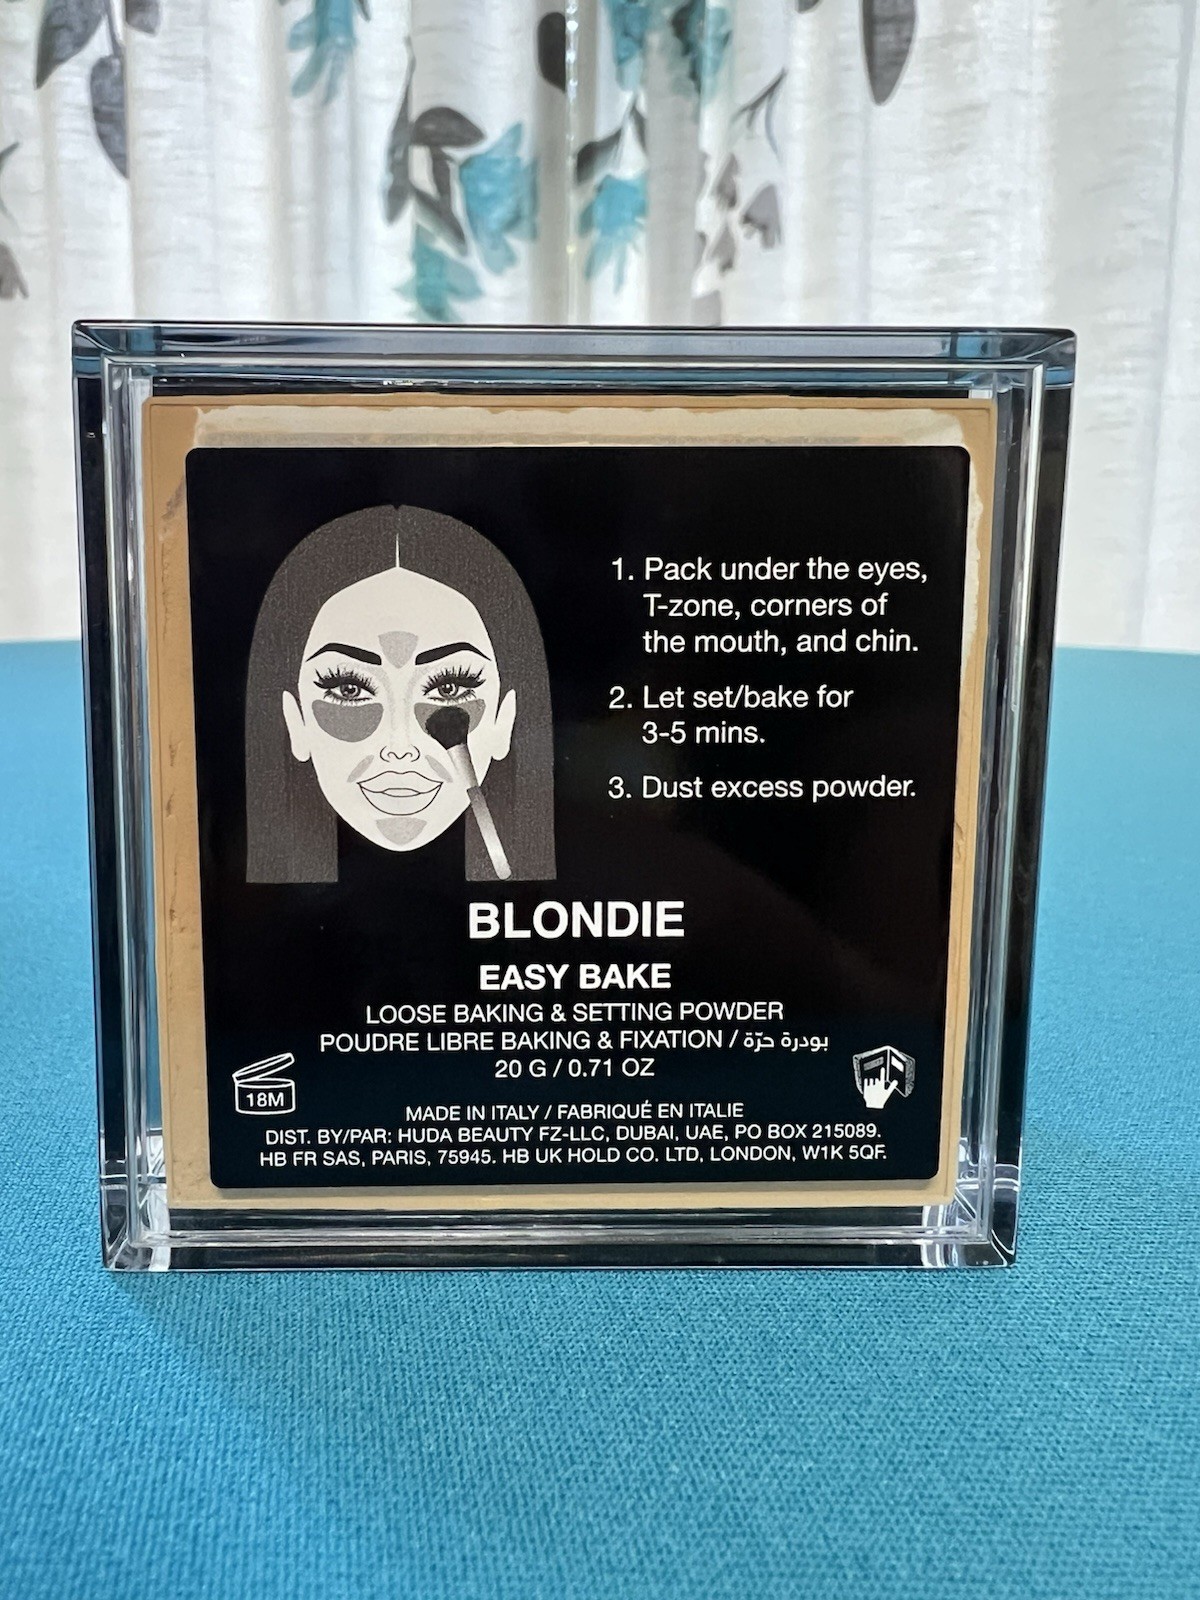 1. Pack under the eyes,
T-zone, corners of
the mouth, and chin.
2. Let set/bake for
3-5 mins.
3. Dust excess powder.
BLONDIE
EASY BAKE
LOOSE BAKING & SETTING POWDER
POUDRE LIBRE BAKING & FIXATION / بودرة حرّة
20 G / 0.71 OZ
18M
MADE IN ITALY / FABRIQUÉ EN ITALIE
DIST. BY/PAR: HUDA BEAUTY FZ-LLC, DUBAI, UAE, PO BOX 215089.
HB FR SAS, PARIS, 75945. HB UK HOLD CO. LTD, LONDON, W1K 5QF.